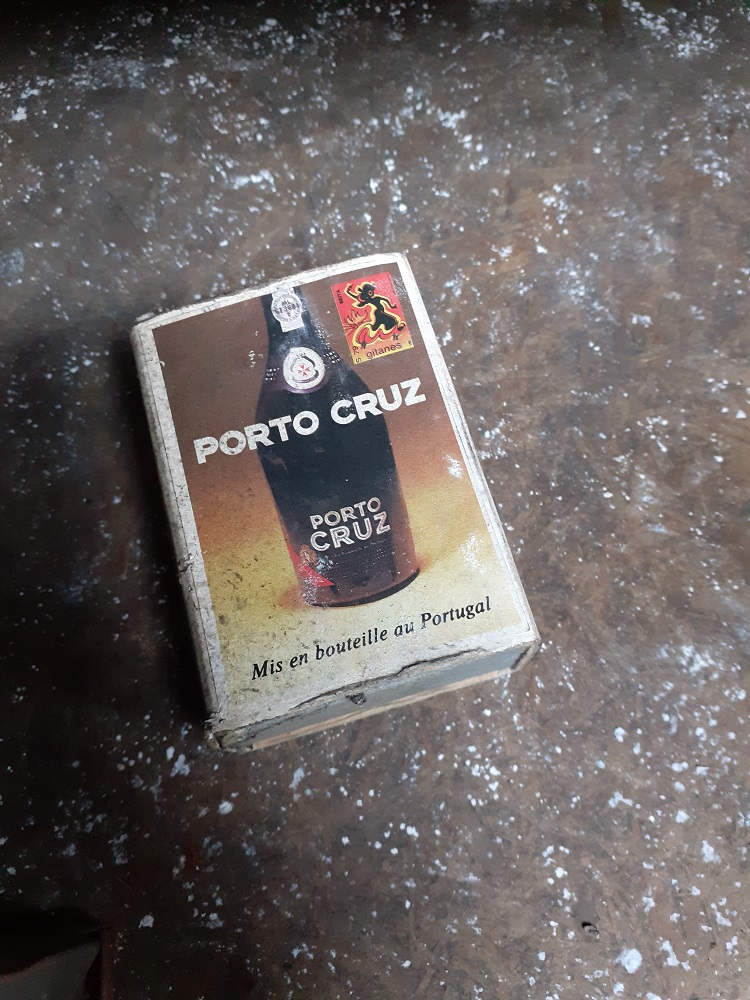 gitanes
PORTO CRUZ
PORTO
CRUZ
Mis en bouteille au Portugal